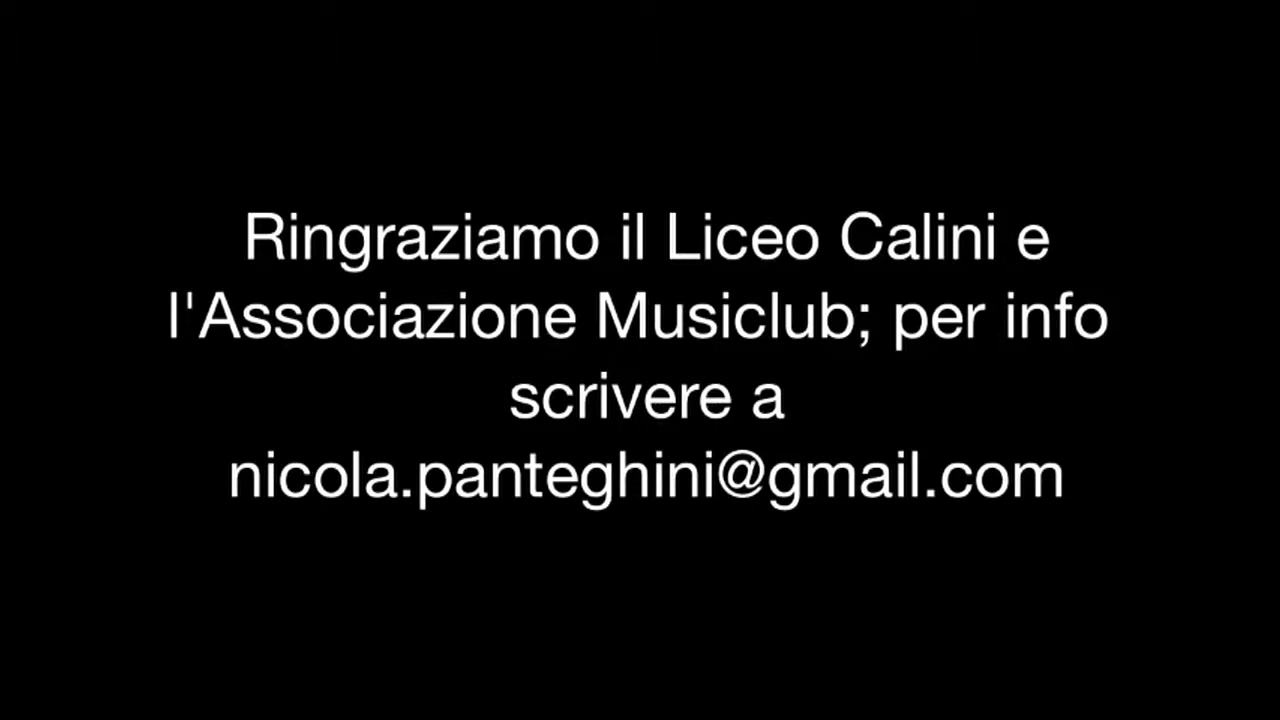 Ringraziamo il Liceo Calini e
l'Associazione Musiclub; per info
scrivere a
nicola.panteghini@gmail.com